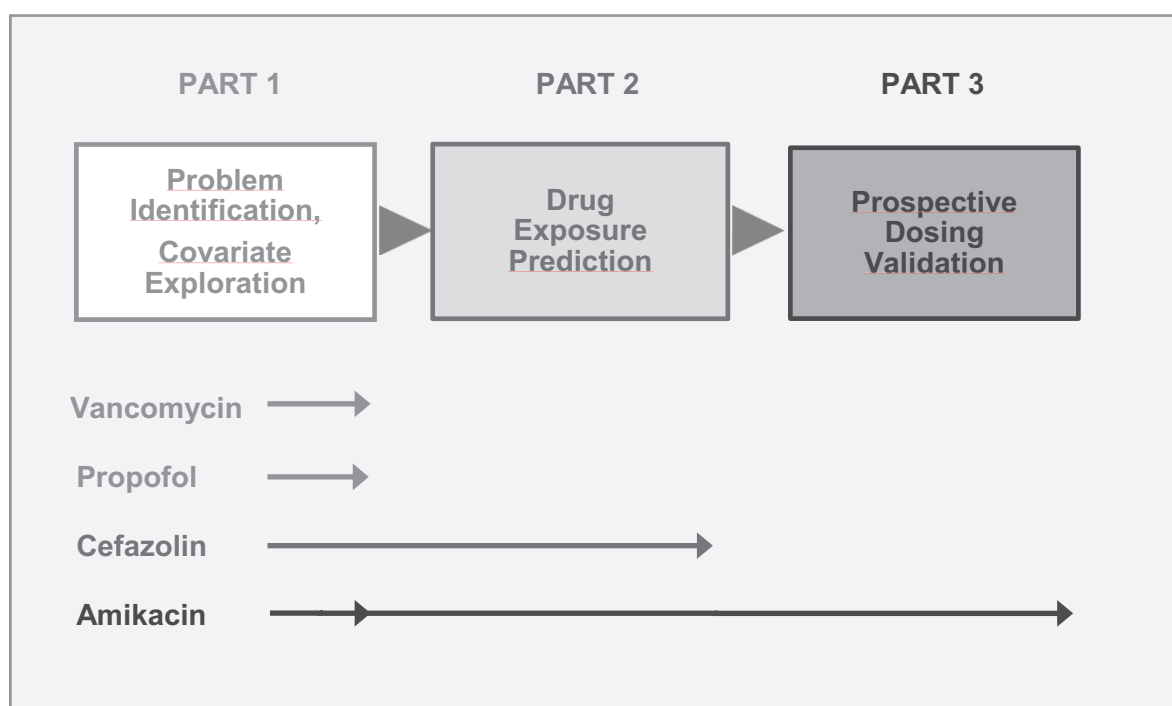 PART 1
PART 2
PART 3
Problem
Identification,
Covariate
Exploration
Drug
Exposure
Prediction
Prospective
Dosing
Validation
Vancomycin
Propofol
Cefazolin
Amikacin